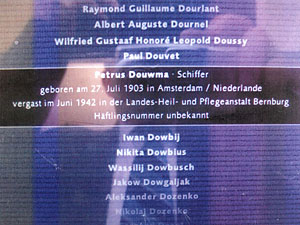 Raymond Guillaume Dourlant
Albert Auguste Dournel
Wilfried Gustaaf Honoré Leopold Doussy
Paul Douvet
Petrus Douwma · Schiffer
geboren am 27. Juli 1903 in Amsterdam / Niederlande
vergast im Juni 1942 in der Landes-Heil- und Pflegeanstalt Bernburg
Häftlingsnummer unbekannt
Iwan Dowbij
Nikita Dowbius
Wassilij Dowbusch
Jakow Dowgaljak
Aleksander Dozenko
Nikolaj Dozenko